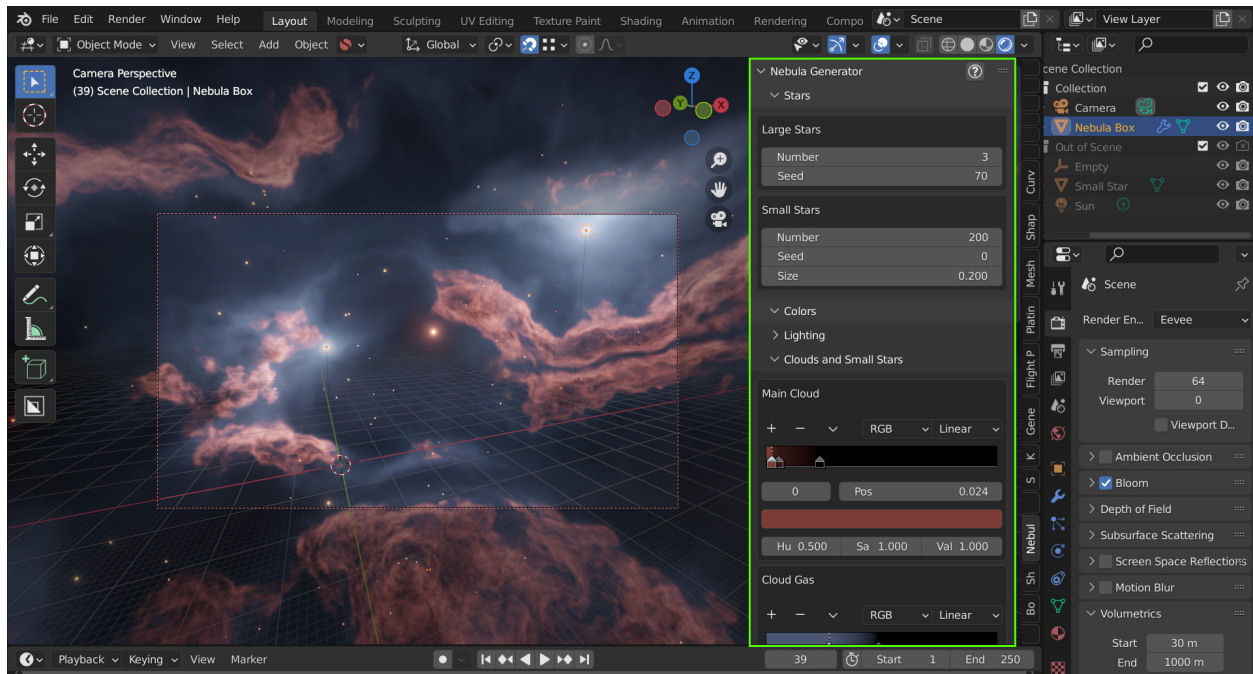 File Edit Render Window Help Layout Modeling Sculpting UV Editing Texture Paint Shading Animation Rendering Compo Scene View Layer
Object Mode View Select Add Object Global
Camera Perspective
(39) Scene Collection | Nebula Box
Z
Y
X
Nebula Generator
Stars
Large Stars
Number 3
Seed 70
Small Stars
Number 200
Seed 0
Size 0.200
Colors
Lighting
Clouds and Small Stars
Main Cloud
RGB Linear
0 Pos 0.024
Hu 0.500 Sa 1.000 Val 1.000
Cloud Gas
RGB Linear
Curv
Shap
Mesh
Platin
Flight P
Gene
K
S
Nebul
Sh
Bo
cene Collection
Collection
Camera
Nebula Box
Out of Scene
Empty
Small Star
Sun
Scene
Render En... Eevee
Sampling
Render 64
Viewport 0
Viewport D...
Ambient Occlusion
Bloom
Depth of Field
Subsurface Scattering
Screen Space Reflections
Motion Blur
Volumetrics
Start 30 m
End 1000 m
Playback Keying View Marker 39 Start 1 End 250